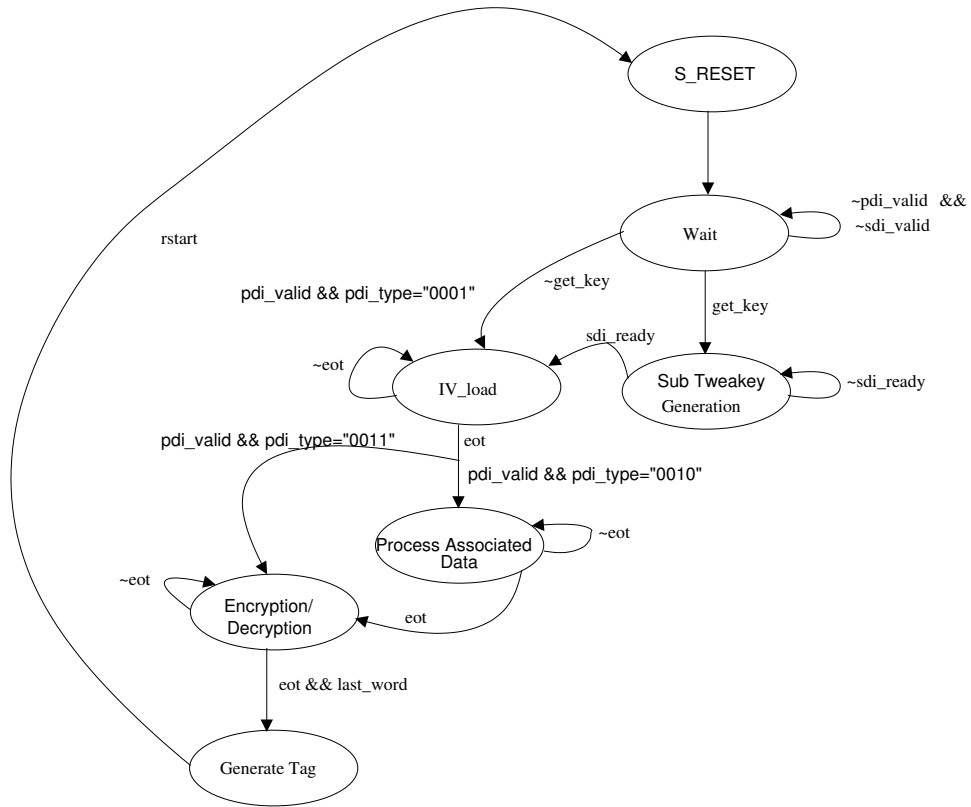 S_RESET
~pdi_valid &&
~sdi_valid
Wait
rstart
~get_key
pdi_valid && pdi_type="0001"
get_key
sdi_ready
~eot
IV_load
Sub Tweakey
Generation
~sdi_ready
eot
pdi_valid && pdi_type="0011"
pdi_valid && pdi_type="0010"
Process Associated
Data
~eot
~eot
Encryption/
Decryption
eot
eot && last_word
Generate Tag